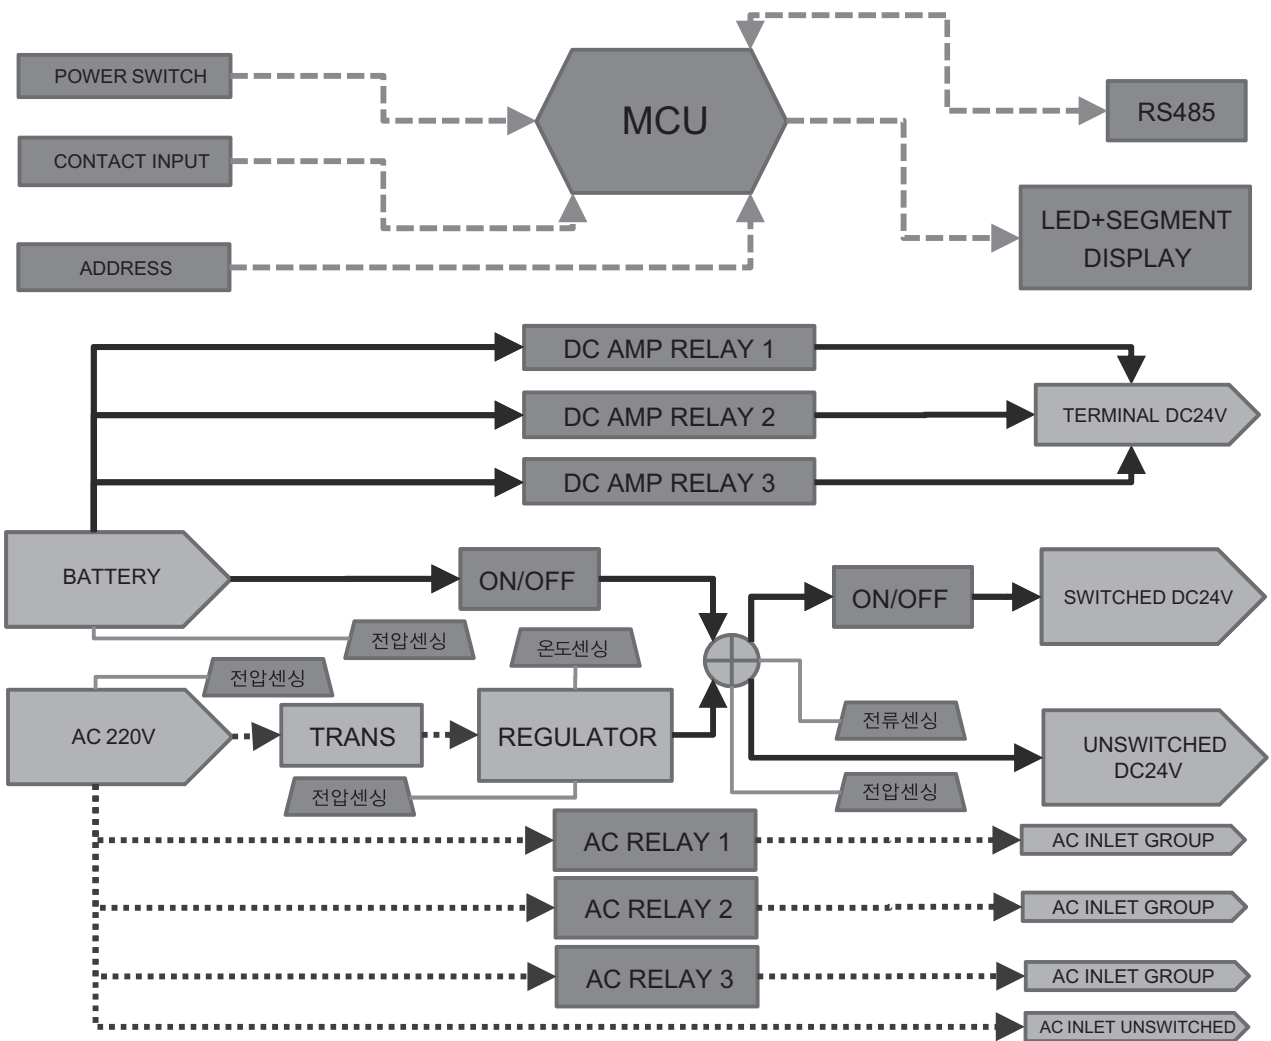 POWER SWITCH
MCU
RS485
CONTACT INPUT
LED+SEGMENT
DISPLAY
ADDRESS
DC AMP RELAY 1
DC AMP RELAY 2
TERMINAL DC24V
DC AMP RELAY 3
BATTERY
ON/OFF
ON/OFF
SWITCHED DC24V
전압센싱
온도센싱
전압센싱
AC 220V
TRANS
REGULATOR
전류센싱
UNSWITCHED
DC24V
전압센싱
전압센싱
AC RELAY 1
AC INLET GROUP
AC RELAY 2
AC INLET GROUP
AC RELAY 3
AC INLET GROUP
AC INLET UNSWITCHED